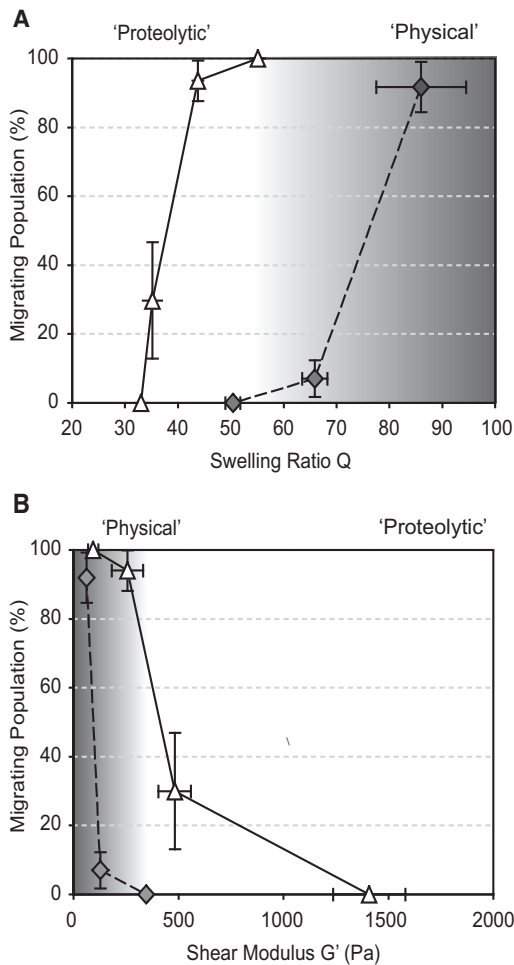 A
'Proteolytic' 'Physical'
100
80
60
40
20
0
Migrating Population (%)
20 30 40 50 60 70 80 90 100
Swelling Ratio Q
B
'Physical' 'Proteolytic'
100
80
60
40
20
0
Migrating Population (%)
0 500 1000 1500 2000
Shear Modulus G' (Pa)